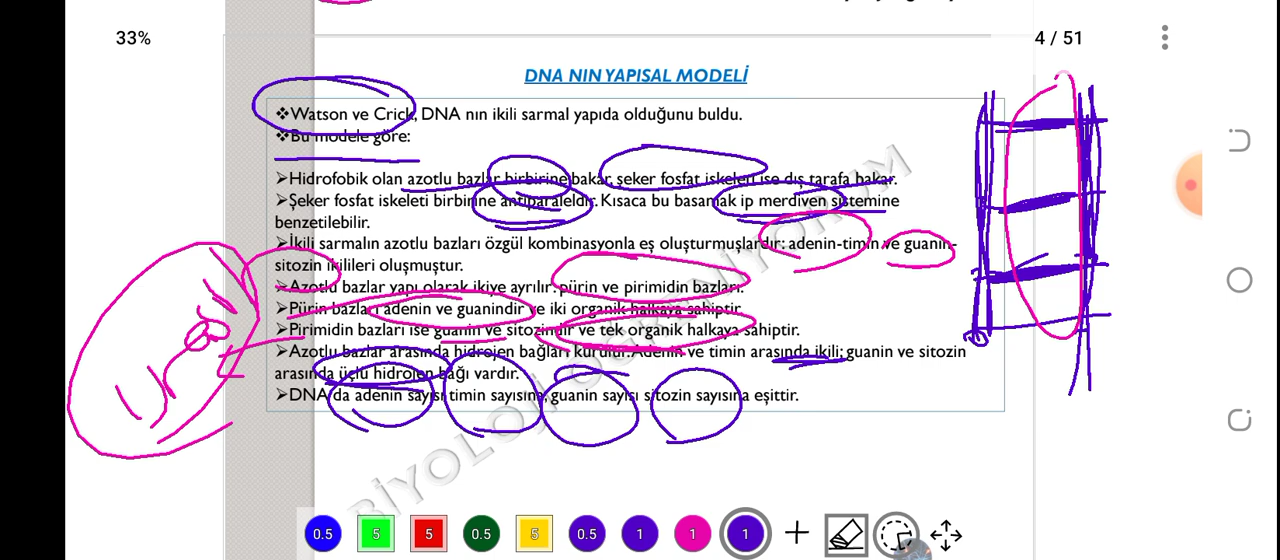 33%
4 / 51
DNA NIN YAPISAL MODELİ
❖Watson ve Crick, DNA nın ikili sarmal yapıda olduğunu buldu.
❖Bu modele göre:
➢Hidrofobik olan azotlu bazlar birbirine bakar, şeker fosfat iskeleti ise dış tarafa bakar.
➢Şeker fosfat iskeleti birbirine antiparaleldir. Kısaca bu basamak ip merdiven sistemine
benzetilebilir.
➢İkili sarmalın azotlu bazları özgül kombinasyonla eş oluşturmuşlardır: adenin-timin ve guanin-
sitozin ikilileri oluşmuştur.
➢Azotlu bazlar yapı olarak ikiye ayrılır: pürin ve pirimidin bazları.
➢Pürin bazları adenin ve guanindir ve iki organik halkaya sahiptir.
➢Pirimidin bazları ise guanin ve sitozindir ve tek organik halkaya sahiptir.
➢Azotlu bazlar arasında hidrojen bağları kurulur. Adenin ve timin arasında ikili; guanin ve sitozin
arasında üçlü hidrojen bağı vardır.
➢DNA da adenin sayısı timin sayısına, guanin sayısı sitozin sayısına eşittir.
BİYOLOJİ ÖĞRENİYORUM
0.5 5 5 0.5 5 0.5 1 1 1